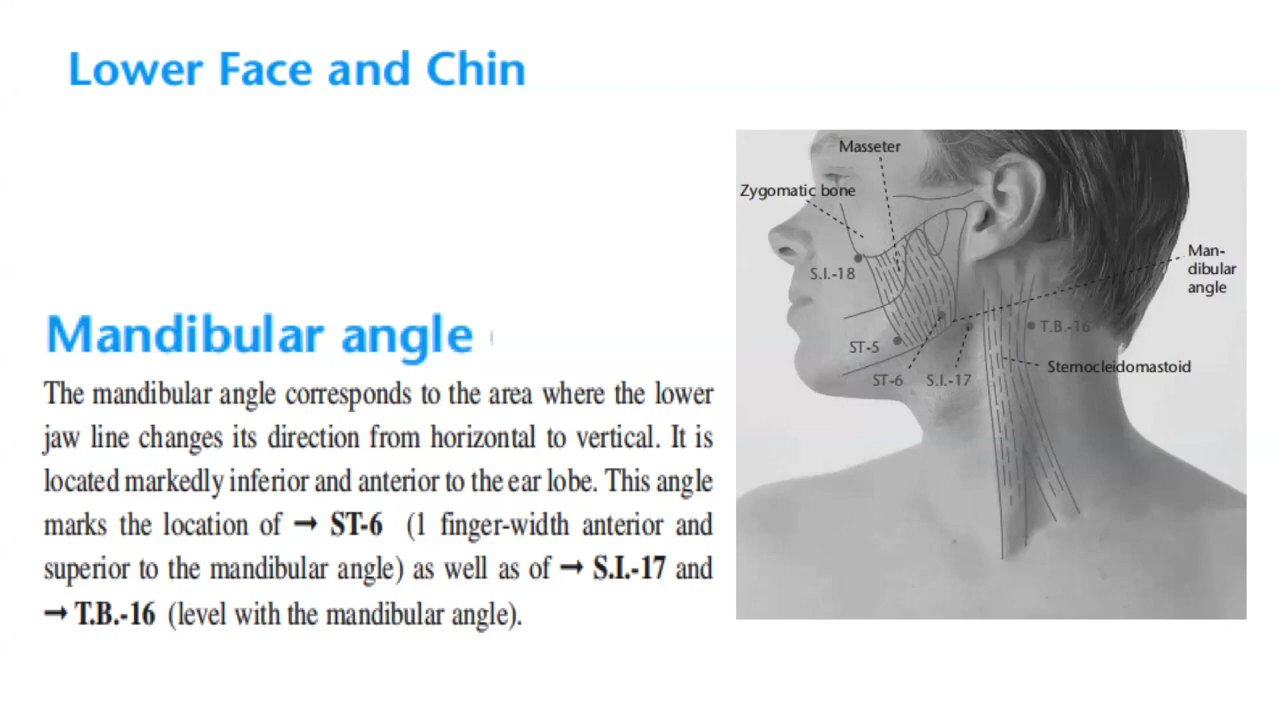 Lower Face and Chin
Masseter
Zygomatic bone
Man-
dibular
angle
S.I.-18
T.B.-16
ST-5
Sternocleidomastoid
ST-6
S.I.-17
Mandibular angle
The mandibular angle corresponds to the area where the lower
jaw line changes its direction from horizontal to vertical. It is
located markedly inferior and anterior to the ear lobe. This angle
marks the location of → ST-6 (1 finger-width anterior and
superior to the mandibular angle) as well as of → S.I.-17 and
→ T.B.-16 (level with the mandibular angle).